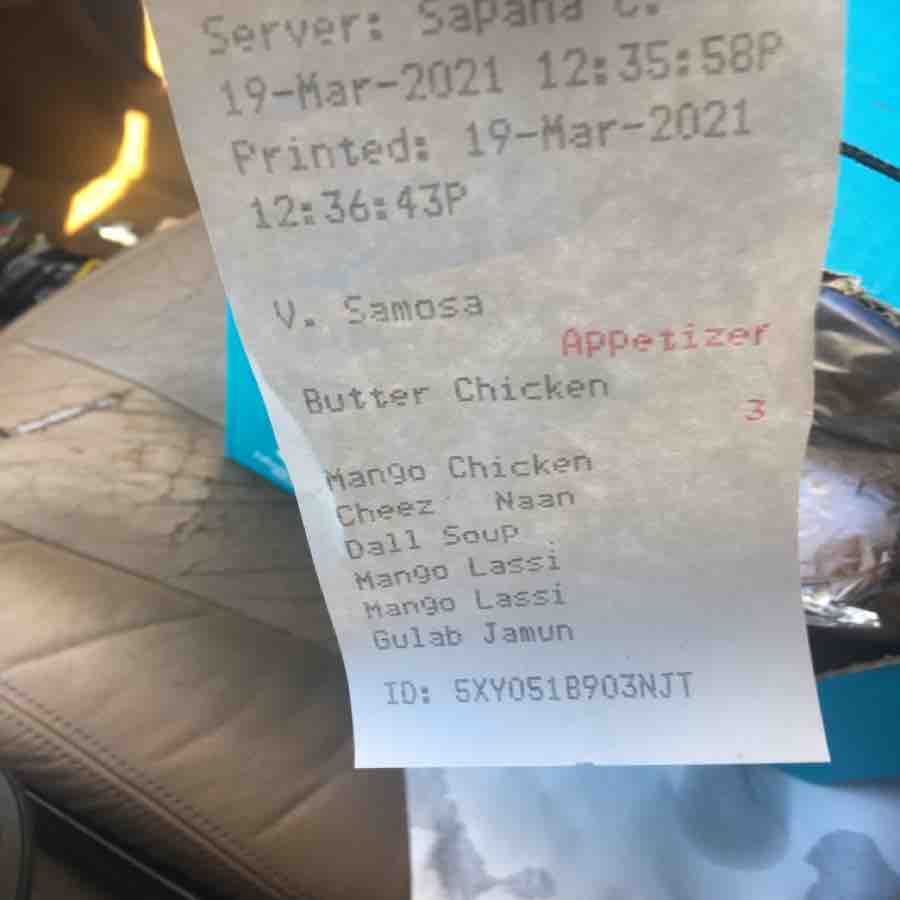 Server: Sapana C.
19-Mar-2021 12:35:58P
Printed: 19-Mar-2021
12:36:43P
V. Samosa
Appetizer
Butter Chicken
3
Mango Chicken
Cheez Naan
Dall Soup
Mango Lassi
Mango Lassi
Gulab Jamun
ID: 5XY051B903NJT